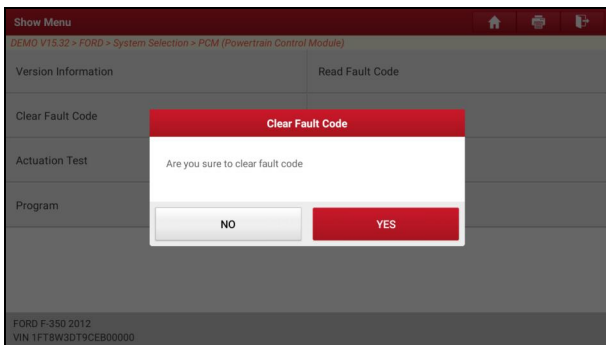 Show Menu
DEMO V15.32 > FORD > System Selection > PCM (Powertrain Control Module)
Version Information
Read Fault Code
Clear Fault Code
Clear Fault Code
Actuation Test
Are you sure to clear fault code
Program
NO
YES
FORD F-350 2012
VIN 1FT8W3DT9CEB00000